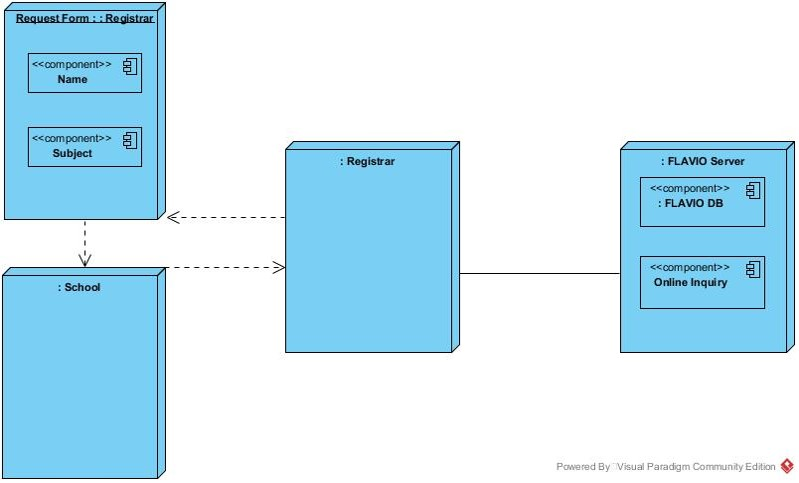 Request Form : : Registrar
<<component>>
Name
<<component>>
Subject
: School
: Registrar
: FLAVIO Server
<<component>>
: FLAVIO DB
<<component>>
Online Inquiry
Powered By Visual Paradigm Community Edition